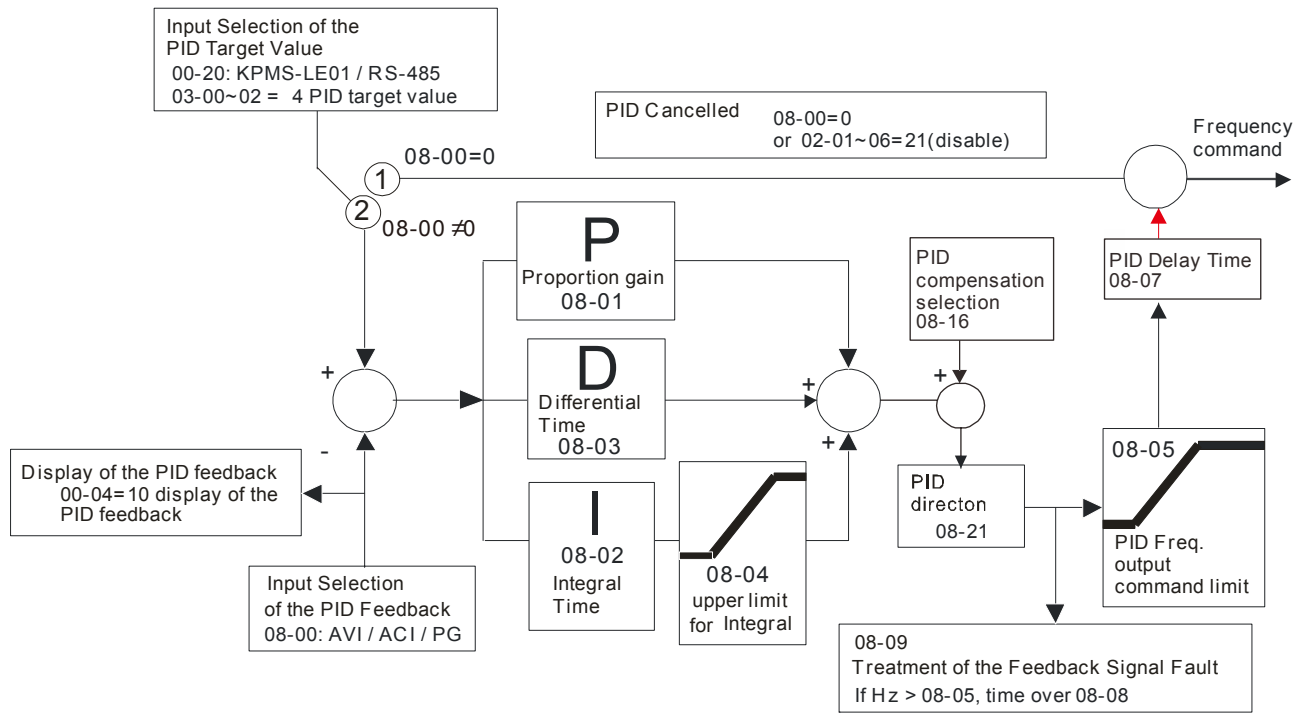 Input Selection of the
PID Target Value
00-20: KPMS-LE01 / RS-485
03-00~02 = 4 PID target value
PID Cancelled
08-00=0
or 02-01~06=21(disable)
Frequency
command
08-00=0
1
2
08-00 ≠0
P
Proportion gain
08-01
PID
compensation
selection
08-16
PID Delay Time
08-07
+
-
D
Differential
Time
08-03
+
+
+
Display of the PID feedback
00-04=10 display of the
PID feedback
I
08-02
Integral
Time
08-04
upper limit
for Integral
PID
directon
08-21
08-05
PID Freq.
output
command limit
Input Selection
of the PID Feedback
08-00: AVI / ACI / PG
08-09
Treatment of the Feedback Signal Fault
If Hz > 08-05, time over 08-08